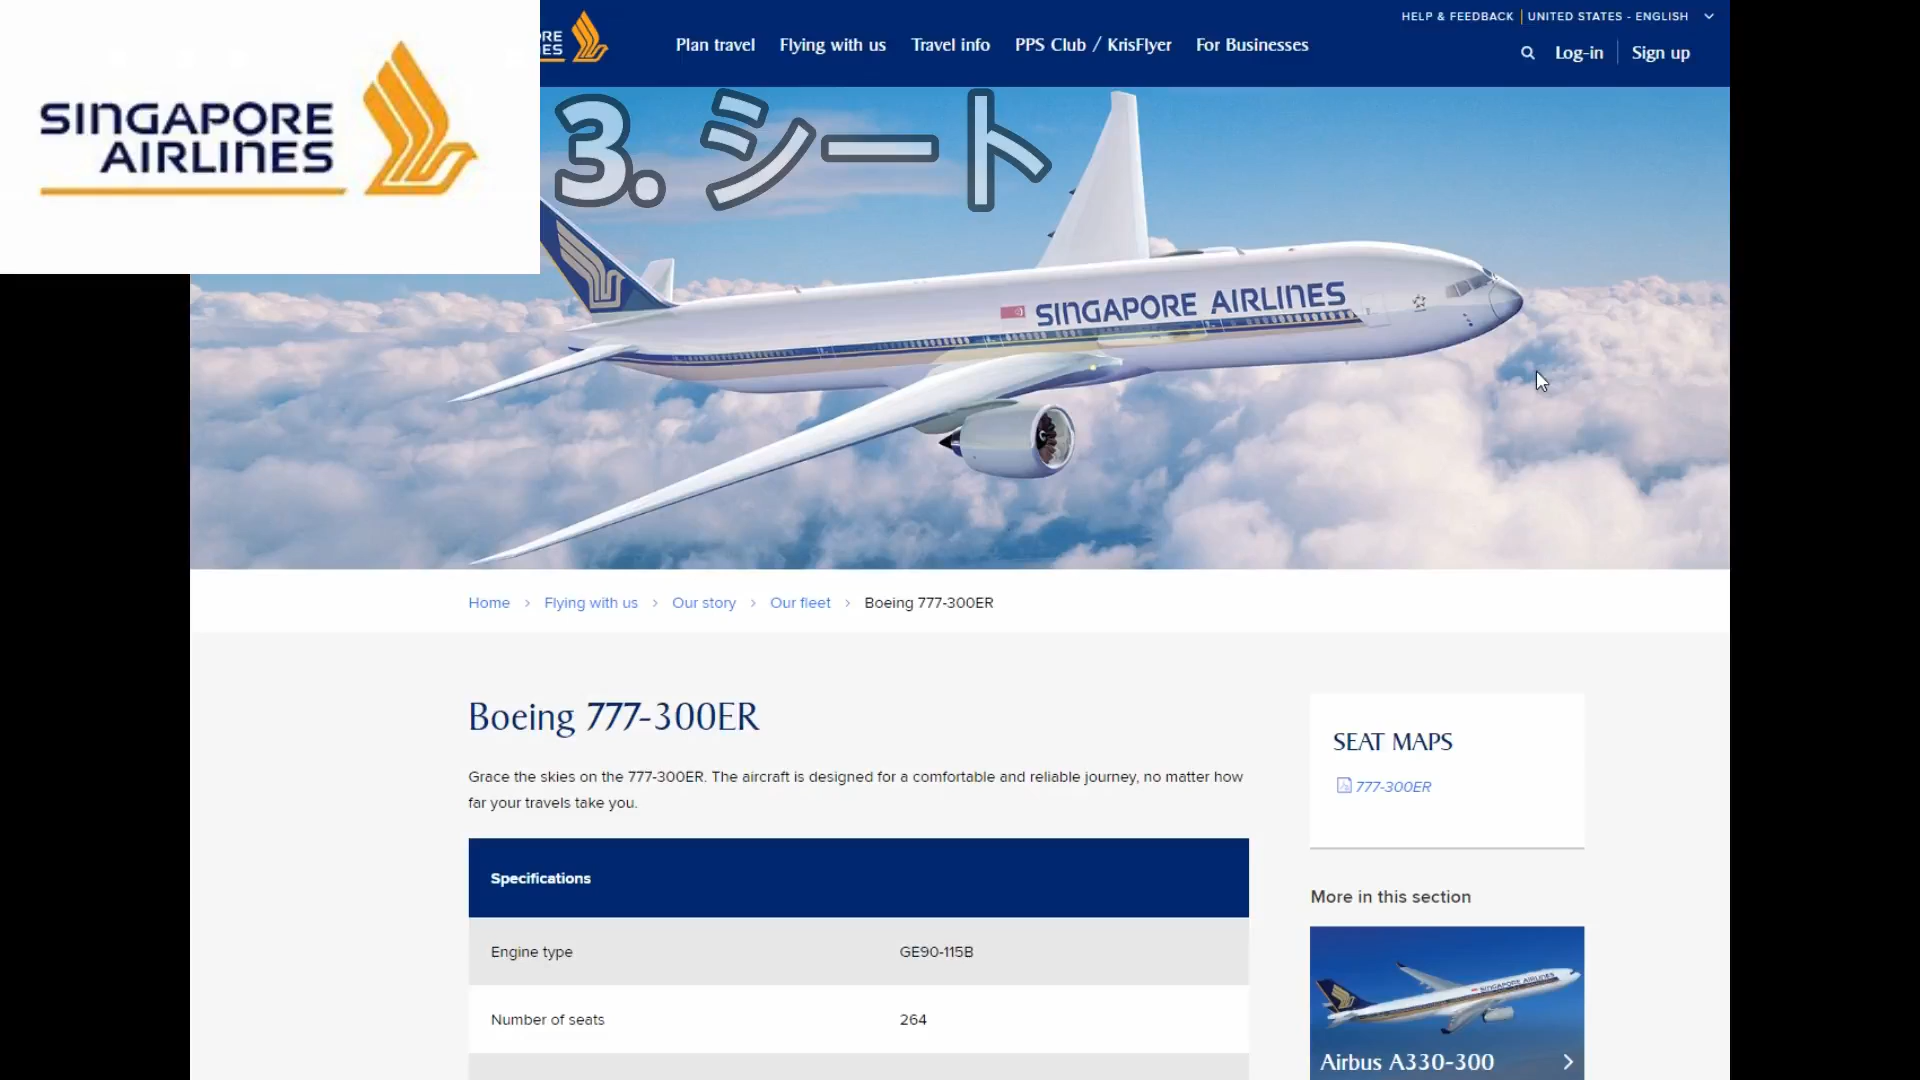 SINGAPORE
AIRLINES
RE
ES
Plan travel
Flying with us
Travel info
PPS Club / KrisFlyer
For Businesses
HELP & FEEDBACK
UNITED STATES - ENGLISH
Log-in
Sign up
3. シート
SINGAPORE AIRLINES
Home > Flying with us > Our story > Our fleet > Boeing 777-300ER
Boeing 777-300ER
Grace the skies on the 777-300ER. The aircraft is designed for a comfortable and reliable journey, no matter how
far your travels take you.
Specifications
Engine type GE90-115B
Number of seats 264
SEAT MAPS
777-300ER
More in this section
SINGAPORE AIRLINES
Airbus A330-300